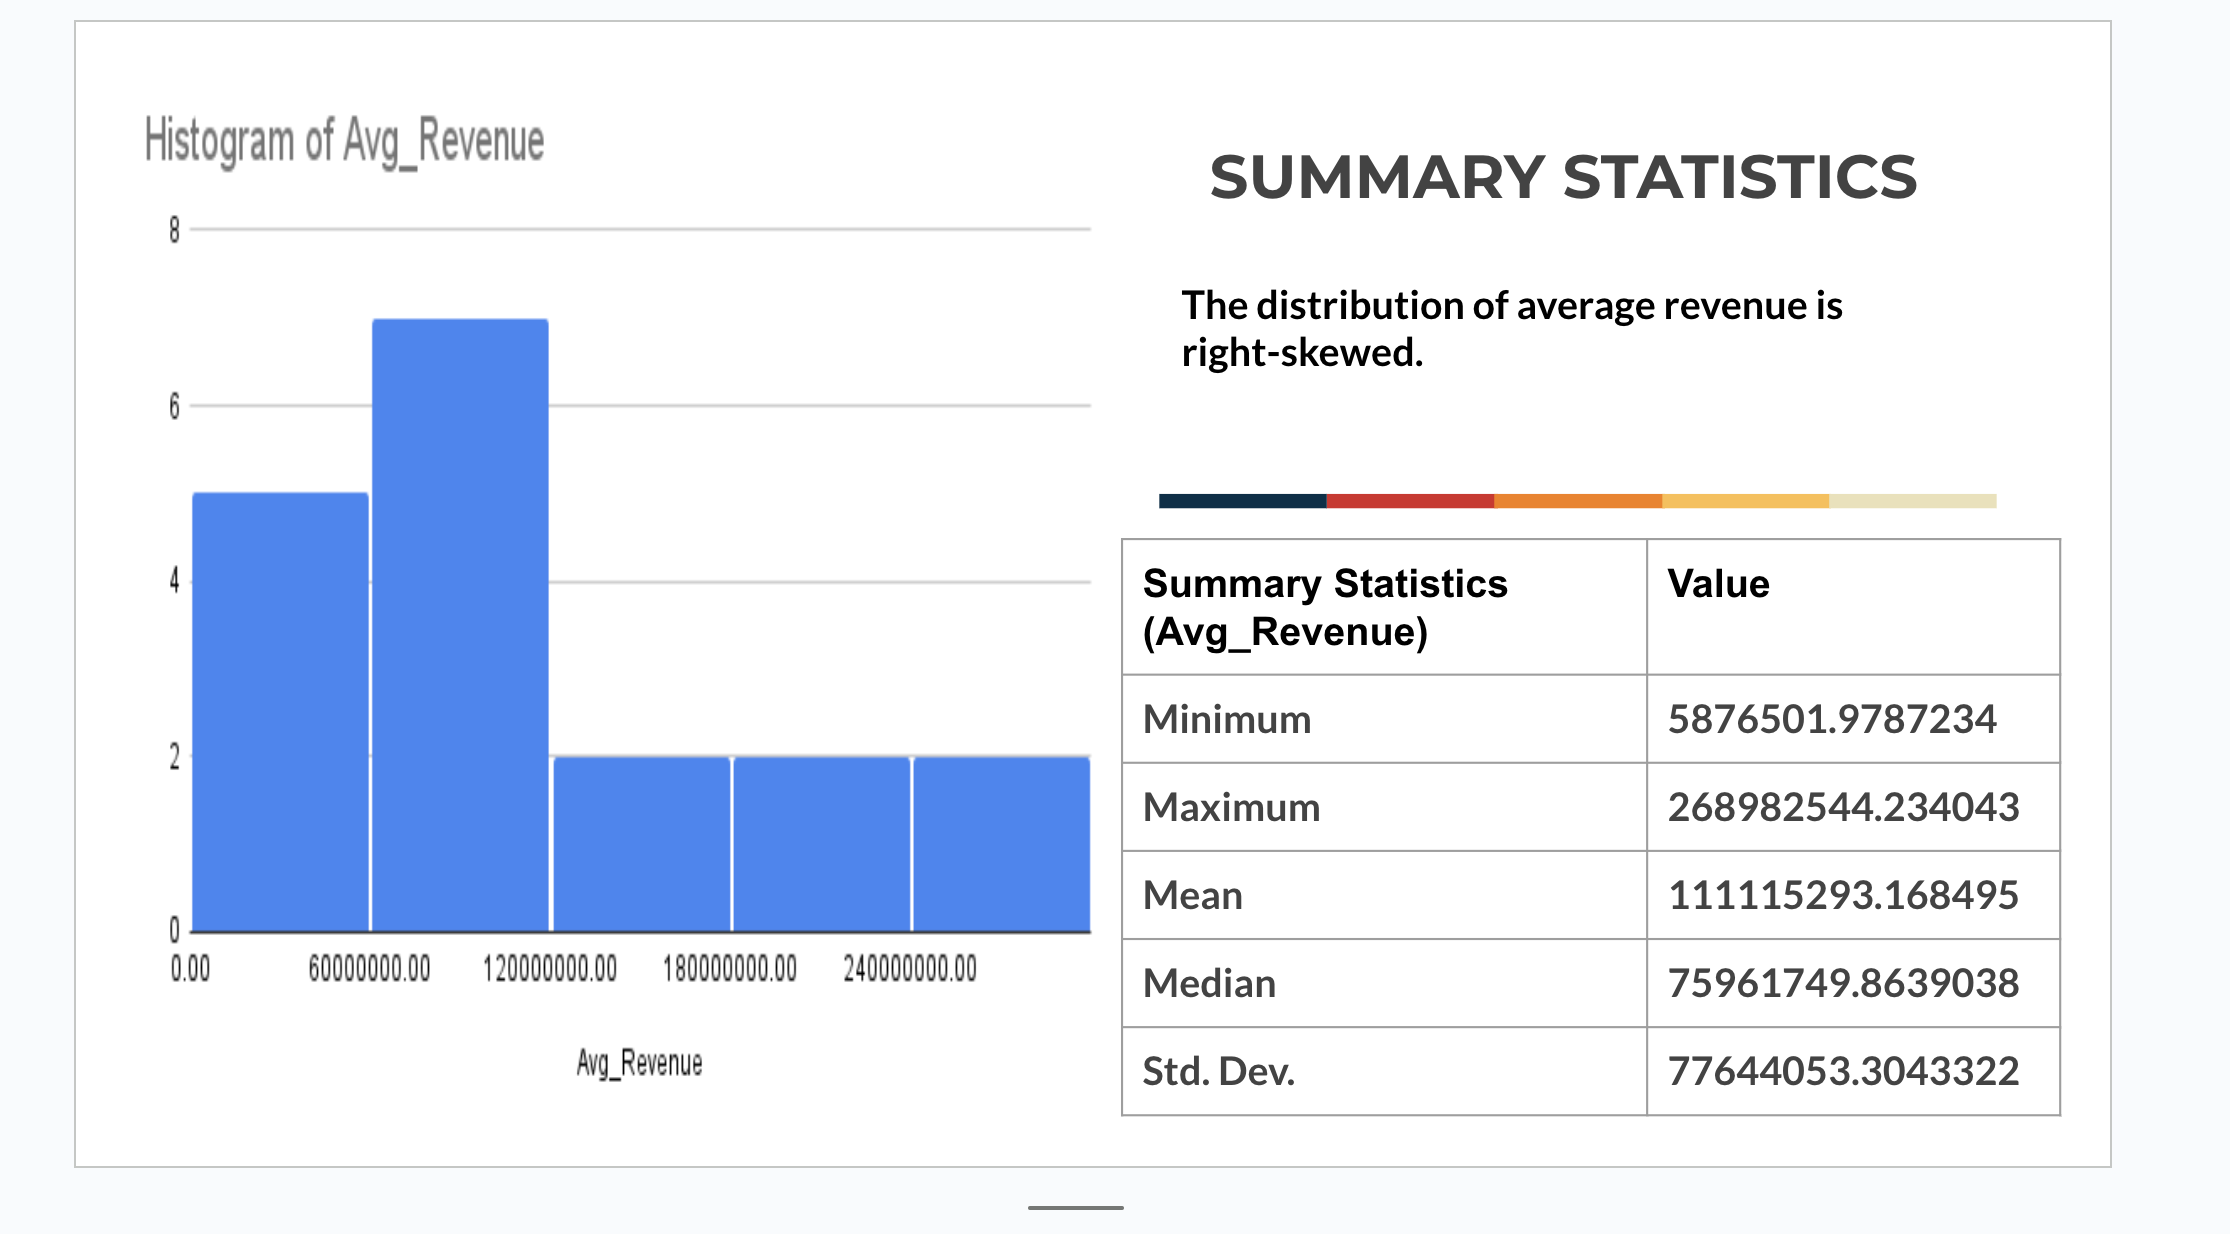 Histogram of Avg_Revenue
8
6
4
2
0
0.00 60000000.00 120000000.00 180000000.00 240000000.00
Avg_Revenue
SUMMARY STATISTICS
The distribution of average revenue is
right-skewed.
Summary Statistics
(Avg_Revenue)
Value
Minimum 5876501.9787234
Maximum 268982544.234043
Mean 111115293.168495
Median 75961749.8639038
Std. Dev. 77644053.3043322